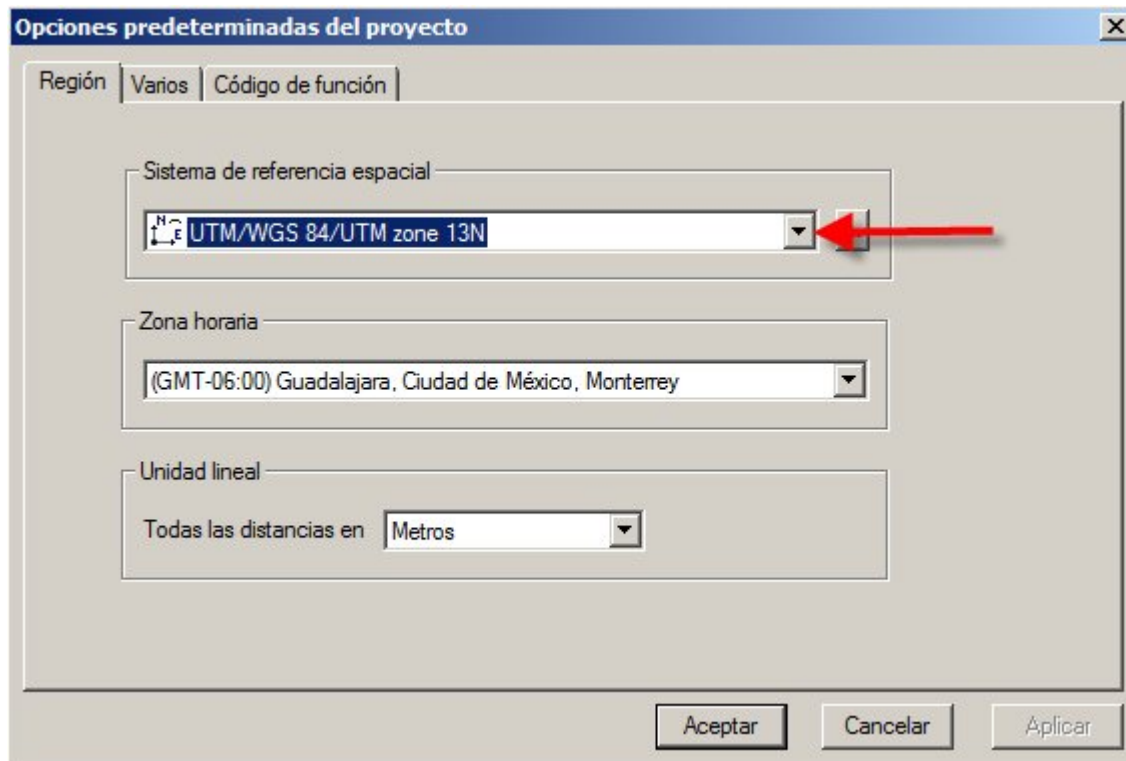 Opciones predeterminadas del proyecto
Región Varios Código de función
Sistema de referencia espacial
N E UTM/WGS 84/UTM zone 13N
Zona horaria
(GMT-06:00) Guadalajara, Ciudad de México, Monterrey
Unidad lineal
Todas las distancias en Metros
Aceptar Cancelar Aplicar